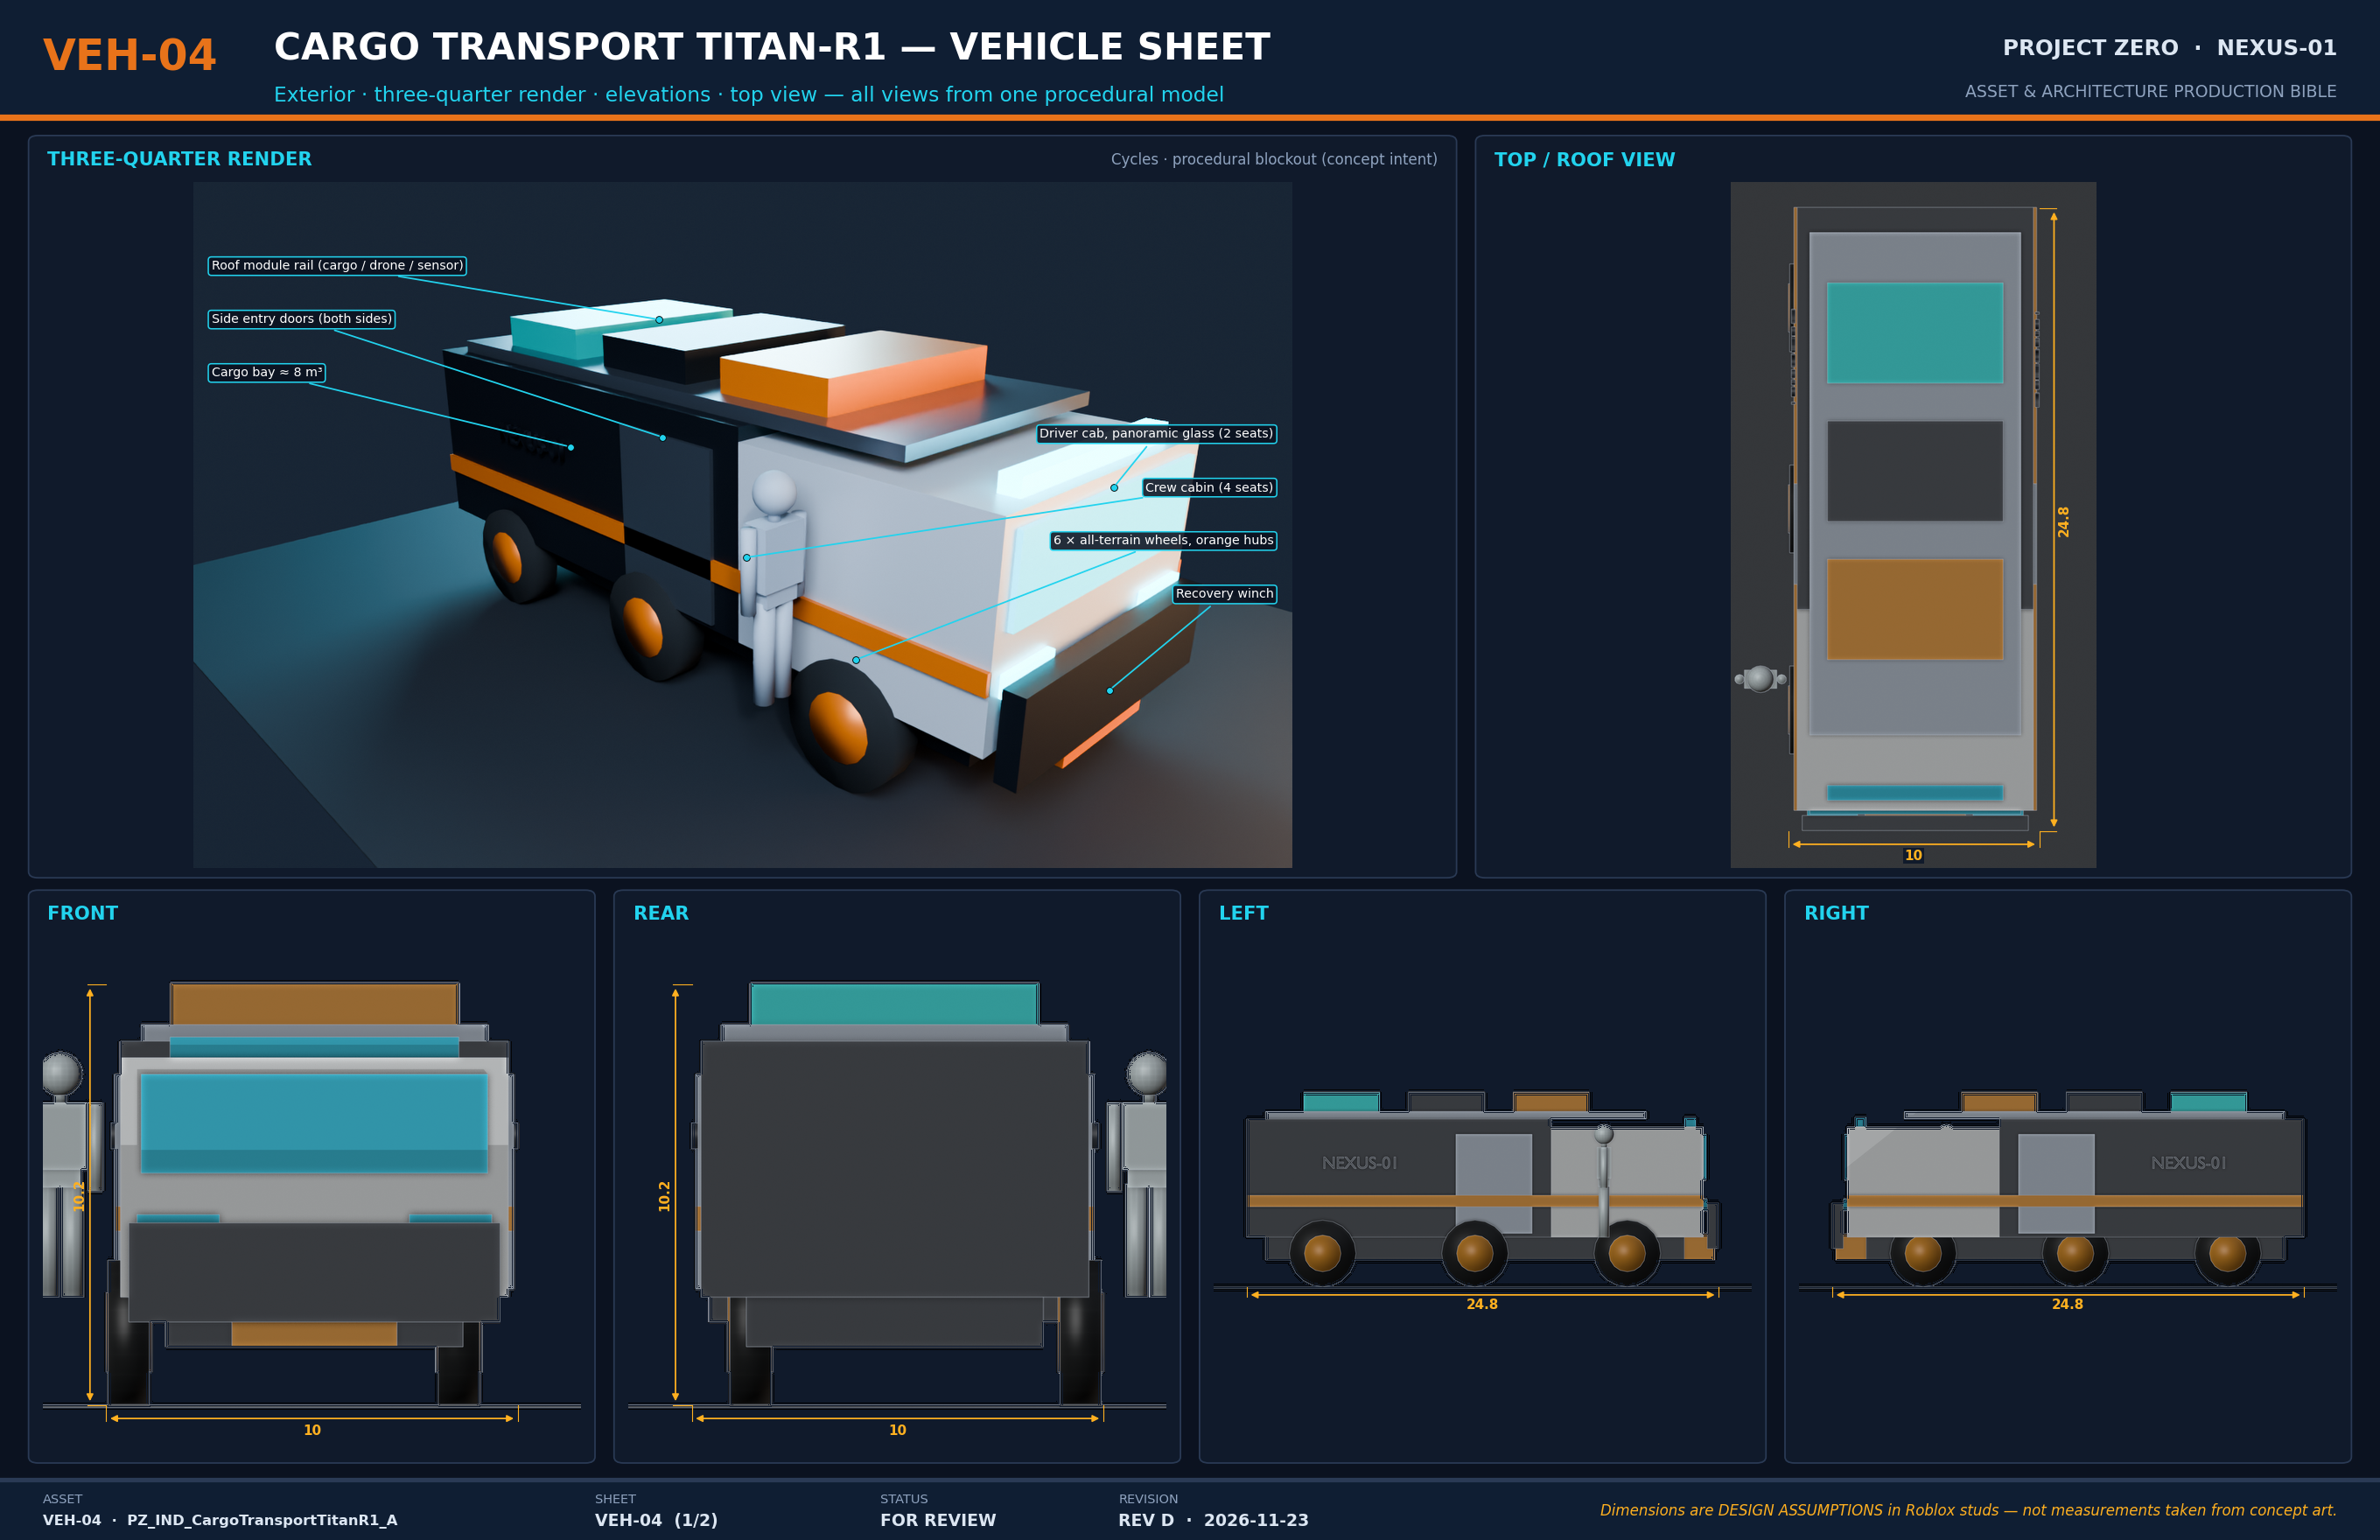 VEH-04
CARGO TRANSPORT TITAN-R1 — VEHICLE SHEET
Exterior · three-quarter render · elevations · top view — all views from one procedural model
PROJECT ZERO · NEXUS-01
ASSET & ARCHITECTURE PRODUCTION BIBLE
THREE-QUARTER RENDER
Cycles · procedural blockout (concept intent)
Roof module rail (cargo / drone / sensor)
Side entry doors (both sides)
Cargo bay ≈ 8 m³
Driver cab, panoramic glass (2 seats)
Crew cabin (4 seats)
6 × all-terrain wheels, orange hubs
Recovery winch
TOP / ROOF VIEW
24.8
10
FRONT
10.2
10
REAR
10.2
10
LEFT
NEXUS-01
24.8
RIGHT
NEXUS-01
24.8
ASSET
VEH-04 · PZ_IND_CargoTransportTitanR1_A
SHEET
VEH-04 (1/2)
STATUS
FOR REVIEW
REVISION
REV D · 2026-11-23
Dimensions are DESIGN ASSUMPTIONS in Roblox studs — not measurements taken from concept art.